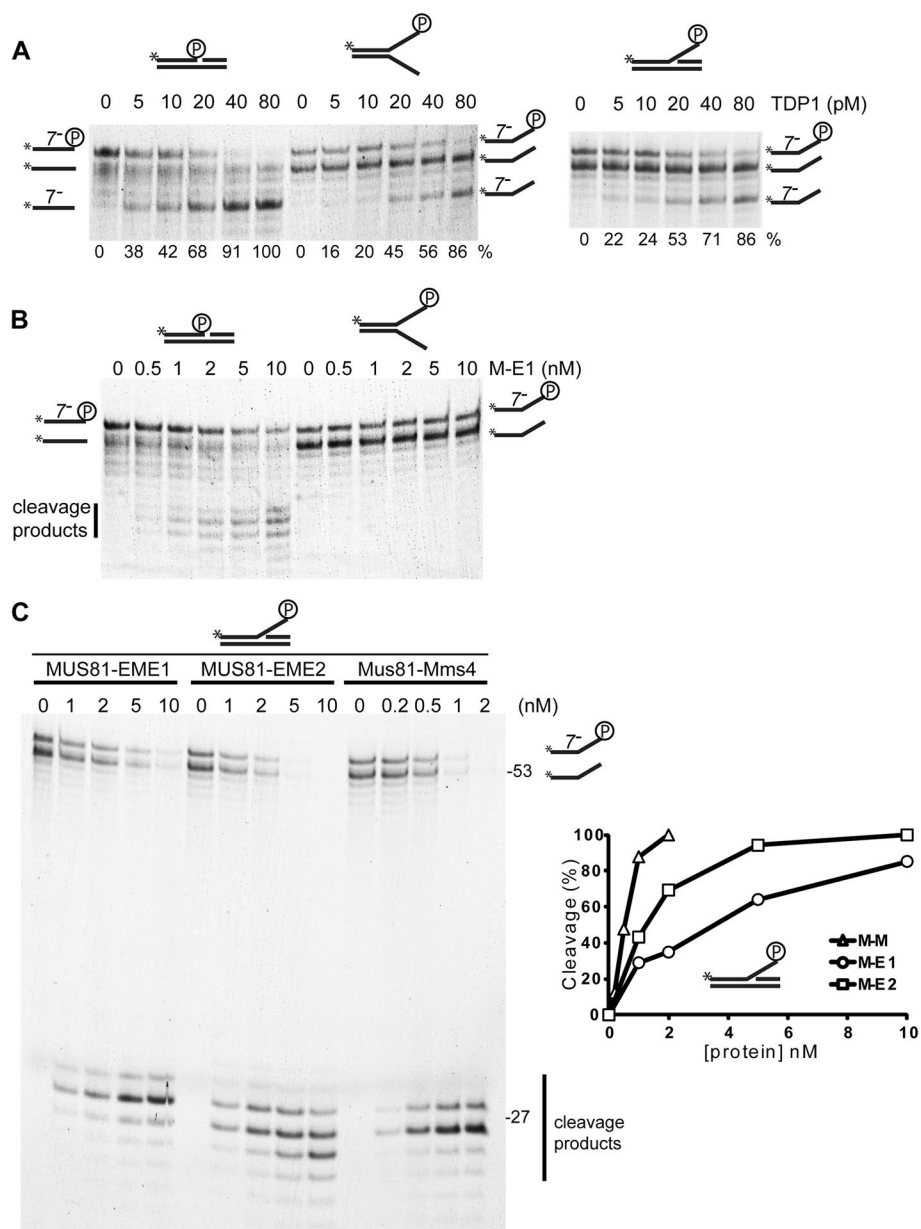 A
P
P
P
*
*
*
0 5 10 20 40 80 0 5 10 20 40 80 0 5 10 20 40 80 TDP1 (pM)
* 7- P
*
* 7-
* 7- P
*
* 7-
* 7- P
*
* 7-
0 38 42 68 91 100 0 16 20 45 56 86 % 0 22 24 53 71 86 %
B
P
P
*
*
0 0.5 1 2 5 10 0 0.5 1 2 5 10 M-E1 (nM)
* 7- P
*
* 7- P
*
cleavage
products
C
P
*
MUS81-EME1 MUS81-EME2 Mus81-Mms4
0 1 2 5 10 0 1 2 5 10 0 0.2 0.5 1 2 (nM)
* 7- P
-53 *
-27
cleavage
products
Cleavage (%)
100
80
60
40
20
0
P
*
M-M
M-E1
M-E2
0 2 4 6 8 10
[protein] nM